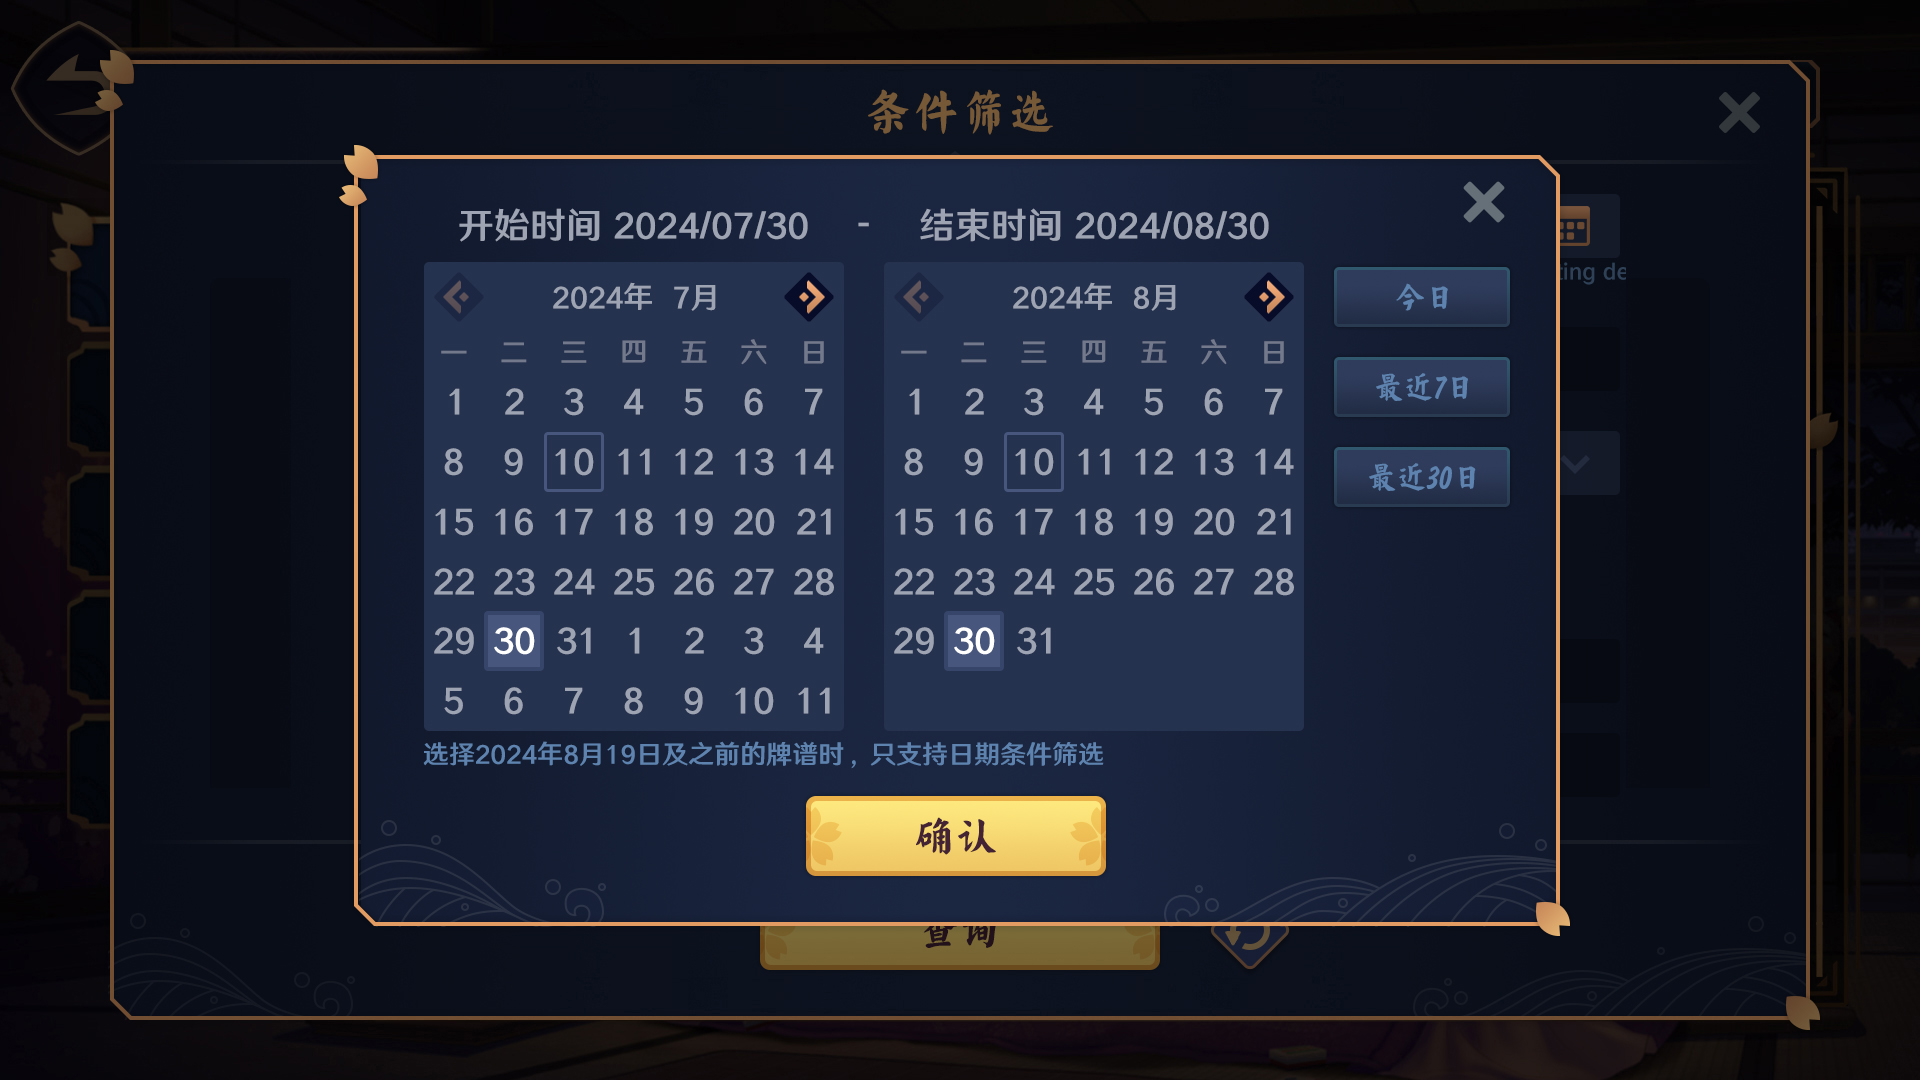 条件筛选
开始时间 2024/07/30 - 结束时间 2024/08/30
2024年 7月
一 二 三 四 五 六 日
1 2 3 4 5 6 7
8 9 10 11 12 13 14
15 16 17 18 19 20 21
22 23 24 25 26 27 28
29 30 31 1 2 3 4
5 6 7 8 9 10 11
2024年 8月
一 二 三 四 五 六 日
1 2 3 4 5 6 7
8 9 10 11 12 13 14
15 16 17 18 19 20 21
22 23 24 25 26 27 28
29 30 31
今日
最近7日
最近30日
ting de
选择2024年8月19日及之前的牌谱时，只支持日期条件筛选
确认
查询